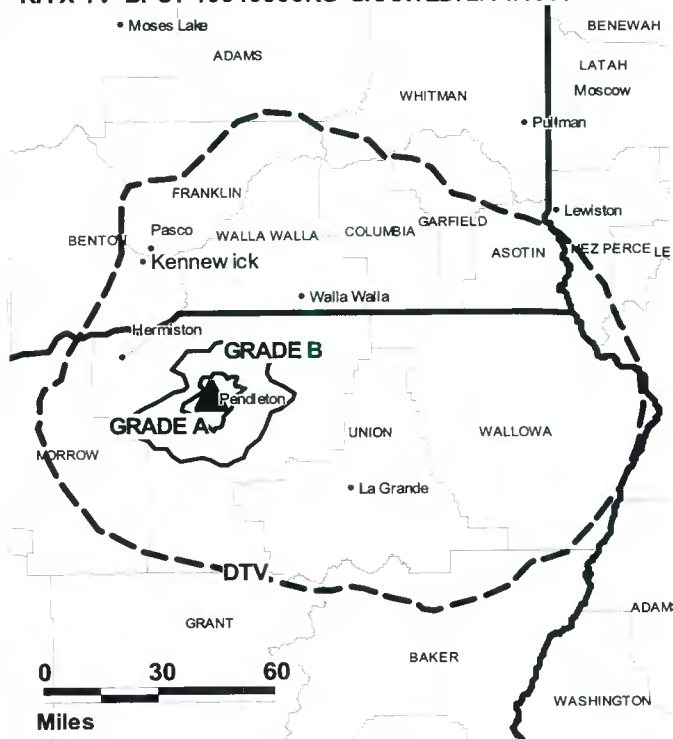 Moses Lake
BENEWAH
ADAMS
LATAH
Moscow
WHITMAN
Pullman
FRANKLIN
Lewiston
GARFIELD
Pasco
WALLA WALLA
COLUMBIA
BENTON
NEZ PERCE
LE
ASOTIN
Kennewick
Walla Walla
Hermiston
GRADE B
Pendleton
GRADE A
UNION
WALLOWA
MORROW
La Grande
DTV
ADAM
GRANT
BAKER
0 30 60
WASHINGTON
Miles